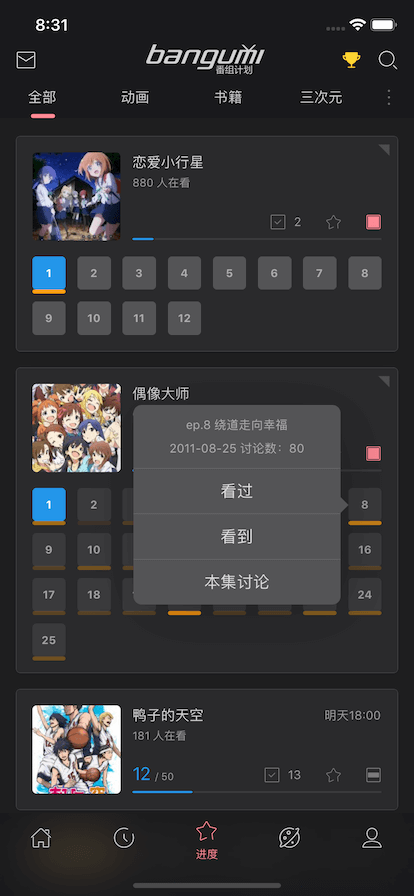 8:31
bangumi
番组计划
全部 动画 书籍 三次元
恋爱小行星
880 人在看
2
1 2 3 4 5 6 7 8
9 10 11 12
偶像大师
ep.8 绕道走向幸福
2011-08-25 讨论数：80
看过
看到
本集讨论
1 2 8
9 10 16
17 18 24
25
鸭子的天空 明天18:00
181 人在看
12 / 50 13
进度